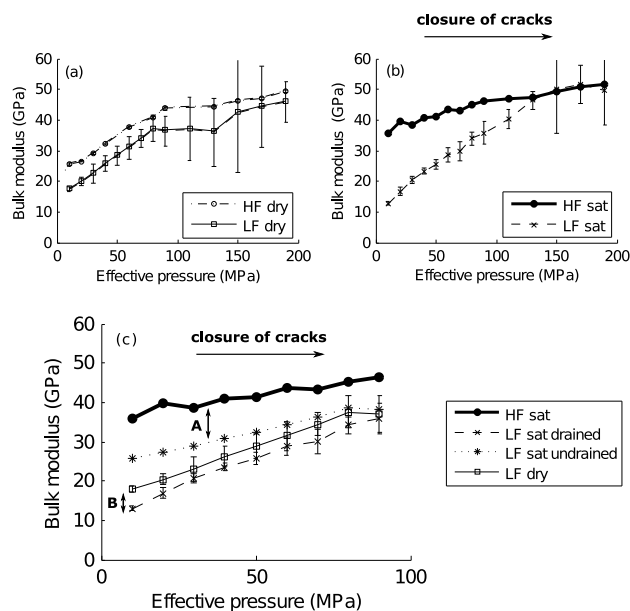 closure of cracks
(a)
60
50
40
30
20
10
0
Bulk modulus (GPa)
HF dry
LF dry
0 50 100 150 200
Effective pressure (MPa)
(b)
60
50
40
30
20
10
0
Bulk modulus (GPa)
HF sat
LF sat
0 50 100 150 200
Effective pressure (MPa)
(c)
closure of cracks
60
50
40
30
20
10
0
Bulk modulus (GPa)
A
B
0 50 100
Effective pressure (MPa)
HF sat
LF sat drained
LF sat undrained
LF dry